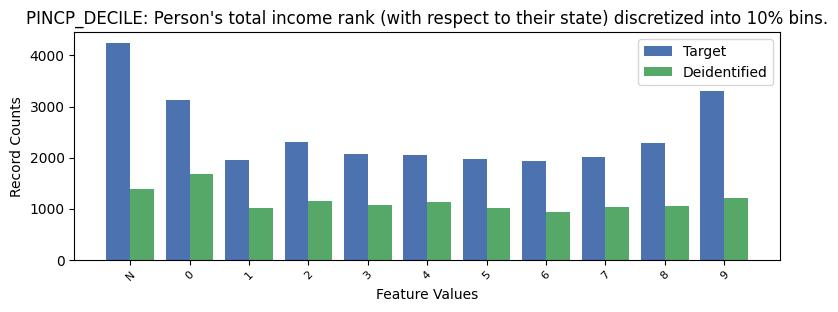 PINCP_DECILE: Person's total income rank (with respect to their state) discretized into 10% bins.
Target
Deidentified
Record Counts
4000
3000
2000
1000
0
N 0 1 2 3 4 5 6 7 8 9
Feature Values